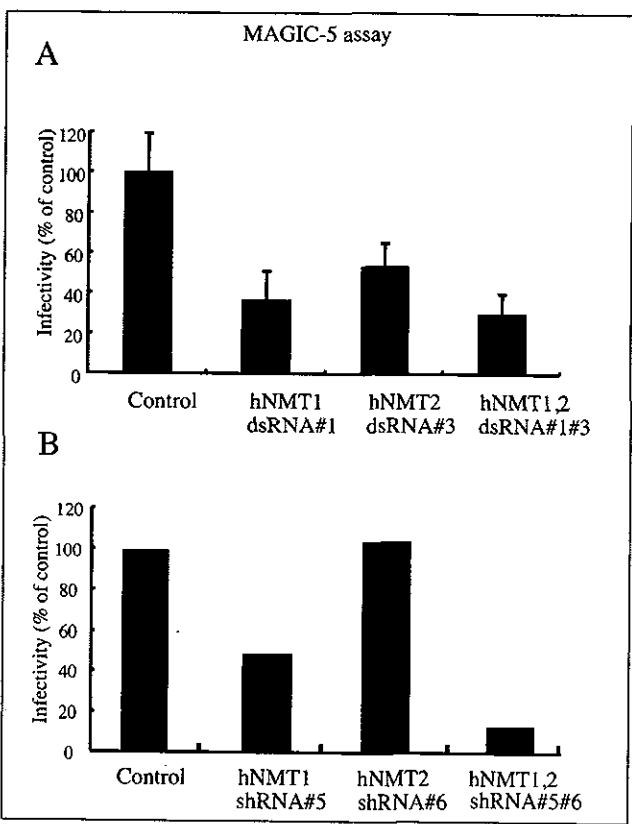 MAGIC-5 assay
A
Infectivity (% of control)
120
100
80
60
40
20
0
Control
hNMT1
dsRNA#1
hNMT2
dsRNA#3
hNMT1,2
dsRNA#1#3
B
Infectivity (% of control)
120
100
80
60
40
20
0
Control
hNMT1
shRNA#5
hNMT2
shRNA#6
hNMT1,2
shRNA#5#6